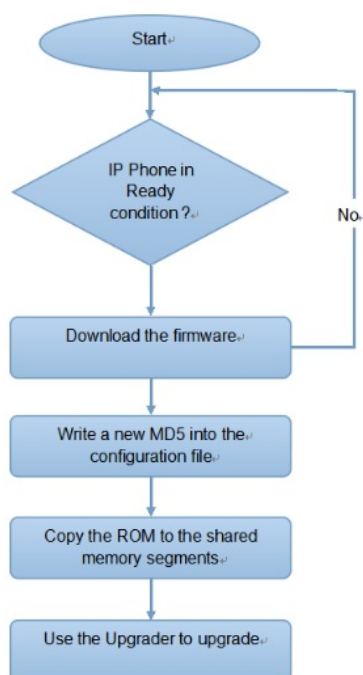 Start
IP Phone in
Ready
condition ?
No
Download the firmware
Write a new MD5 into the
configuration file
Copy the ROM to the shared
memory segments
Use the Upgrader to upgrade